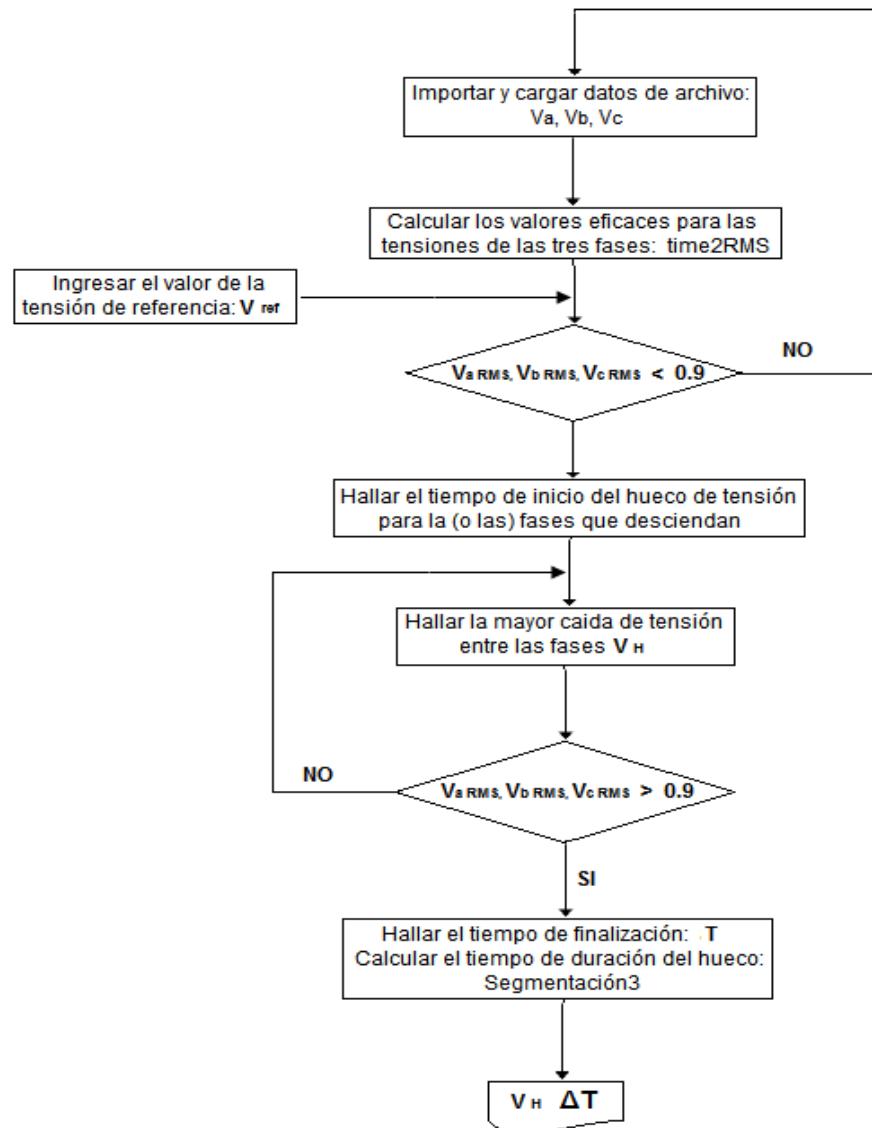 Importar y cargar datos de archivo:
Va, Vb, Vc
Calcular los valores eficaces para las
tensiones de las tres fases: time2RMS
Ingresar el valor de la
tensión de referencia: V ref
Va RMS, Vb RMS, Vc RMS < 0.9
NO
Hallar el tiempo de inicio del hueco de tensión
para la (o las) fases que desciendan
Hallar la mayor caida de tensión
entre las fases V H
NO
Va RMS, Vb RMS, Vc RMS > 0.9
SI
Hallar el tiempo de finalización: T
Calcular el tiempo de duración del hueco:
Segmentación3
V H ΔT